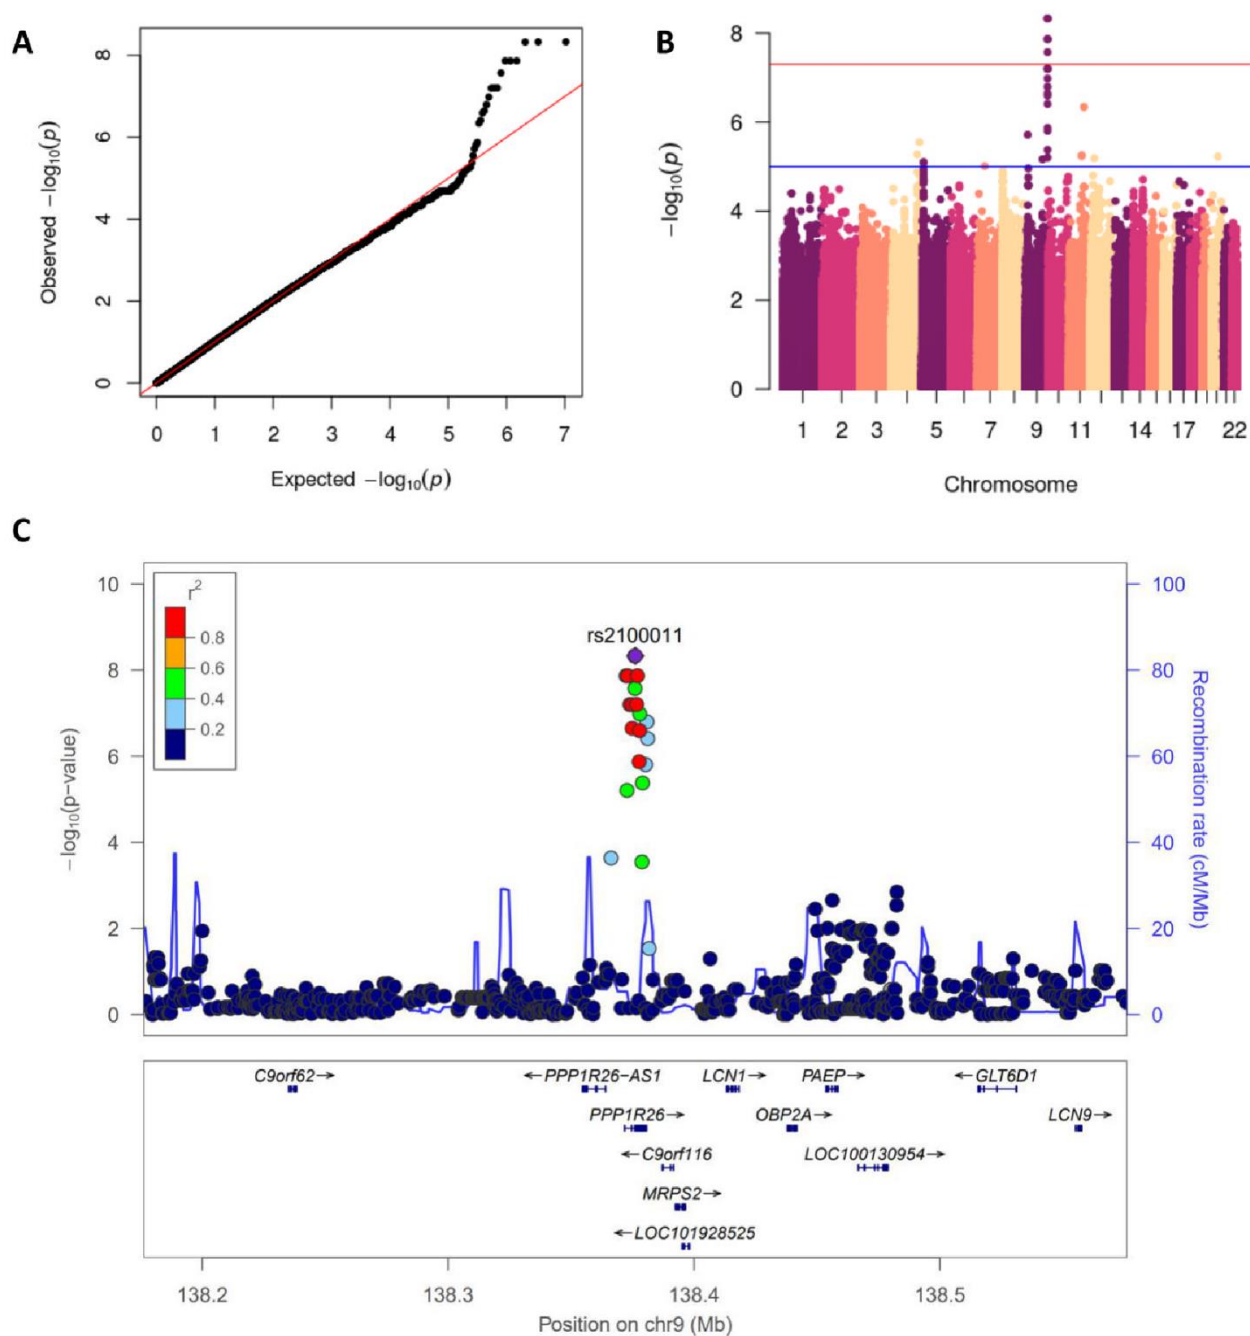 A
8
6
4
2
0
Observed −log₁₀(p)
0 1 2 3 4 5 6 7
Expected −log₁₀(p)
B
8
6
4
2
0
−log₁₀(p)
1 2 3 5 7 9 11 14 17 22
Chromosome
C
10
8
6
4
2
0
−log₁₀(p−value)
r²
0.8
0.6
0.4
0.2
rs2100011
100
80
60
40
20
0
Recombination rate (cM/Mb)
C9orf62→ ←PPP1R26−AS1 LCN1→ PAEP→ ←GLT6D1
PPP1R26→ OBP2A→ LCN9→
←C9orf116 LOC100130954→
MRPS2→
←LOC101928525
138.2 138.3 138.4 138.5
Position on chr9 (Mb)